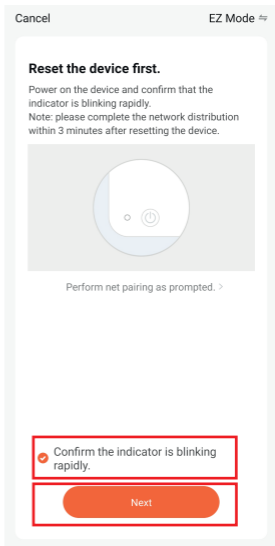 Cancel EZ Mode ⇋
Reset the device first.
Power on the device and confirm that the
indicator is blinking rapidly.
Note: please complete the network distribution
within 3 minutes after resetting the device.
Perform net pairing as prompted. >
Confirm the indicator is blinking
rapidly.
Next